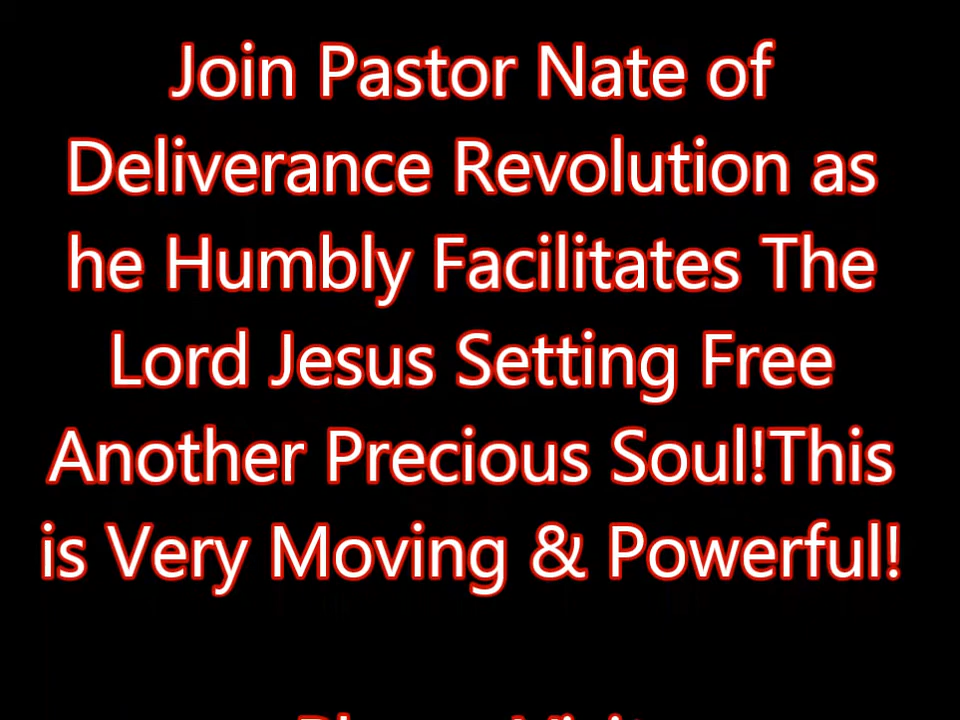 Join Pastor Nate of
Deliverance Revolution as
he Humbly Facilitates The
Lord Jesus Setting Free
Another Precious Soul!This
is Very Moving & Powerful!